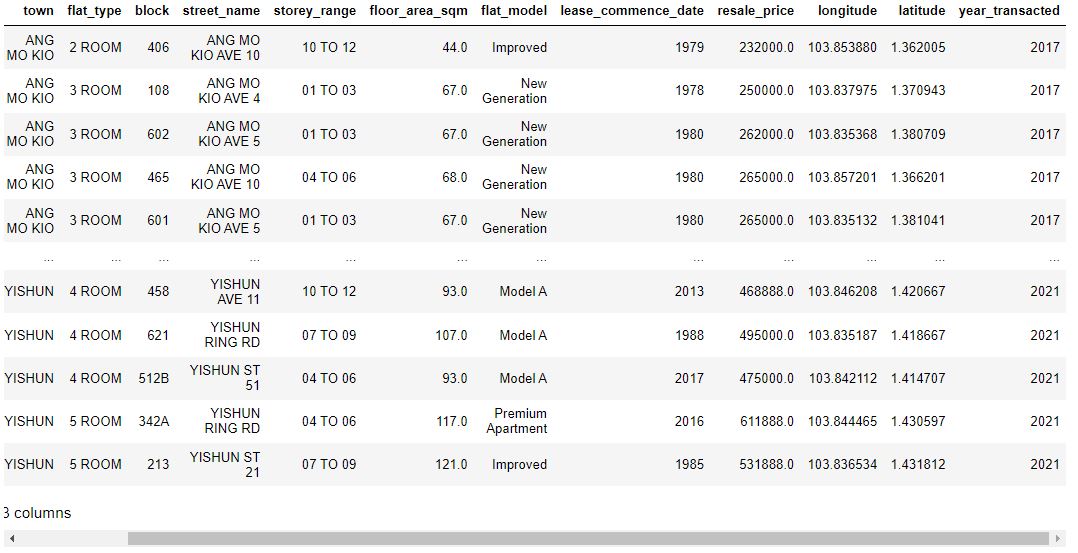 town flat_type block street_name storey_range floor_area_sqm flat_model lease_commence_date resale_price longitude latitude year_transacted
ANG MO KIO 2 ROOM 406 ANG MO KIO AVE 10 10 TO 12 44.0 Improved 1979 232000.0 103.853880 1.362005 2017
ANG MO KIO 3 ROOM 108 ANG MO KIO AVE 4 01 TO 03 67.0 New Generation 1978 250000.0 103.837975 1.370943 2017
ANG MO KIO 3 ROOM 602 ANG MO KIO AVE 5 01 TO 03 67.0 New Generation 1980 262000.0 103.835368 1.380709 2017
ANG MO KIO 3 ROOM 465 ANG MO KIO AVE 10 04 TO 06 68.0 New Generation 1980 265000.0 103.857201 1.366201 2017
ANG MO KIO 3 ROOM 601 ANG MO KIO AVE 5 01 TO 03 67.0 New Generation 1980 265000.0 103.835132 1.381041 2017
... ... ... ... ... ... ... ... ... ... ... ...
YISHUN 4 ROOM 458 YISHUN AVE 11 10 TO 12 93.0 Model A 2013 468888.0 103.846208 1.420667 2021
YISHUN 4 ROOM 621 YISHUN RING RD 07 TO 09 107.0 Model A 1988 495000.0 103.835187 1.418667 2021
YISHUN 4 ROOM 512B YISHUN ST 51 04 TO 06 93.0 Model A 2017 475000.0 103.842112 1.414707 2021
YISHUN 5 ROOM 342A YISHUN RING RD 04 TO 06 117.0 Premium Apartment 2016 611888.0 103.844465 1.430597 2021
YISHUN 5 ROOM 213 YISHUN ST 21 07 TO 09 121.0 Improved 1985 531888.0 103.836534 1.431812 2021
3 columns